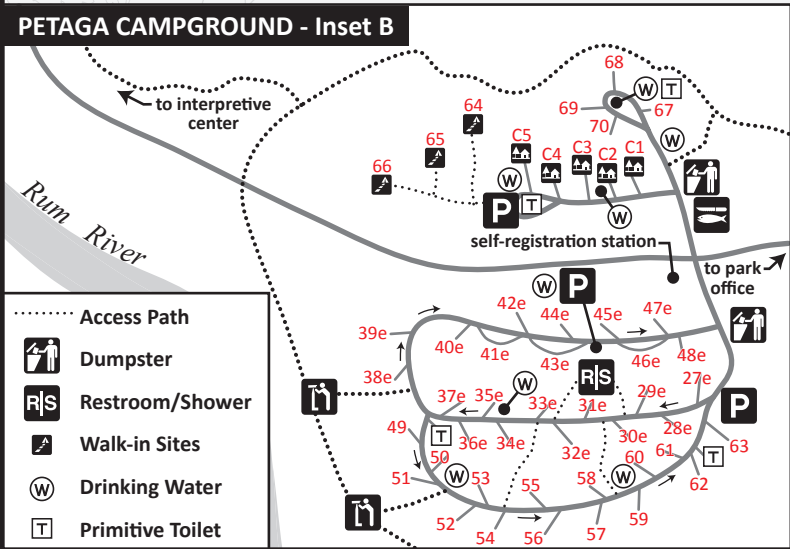 PETAGA CAMPGROUND - Inset B
68
W T
to interpretive
center
64
69
67
70
65
C5
C4
C3
C2
C1
W
66
W
P
T
W
Rum River
self-registration station
to park
office
W
P
42e
44e
45e
47e
39e
40e
41e
43e
46e
48e
38e
R|S
27e
37e
35e
W
33e
31e
29e
P
49
T
36e
34e
32e
30e
28e
63
50
61
60
51
W
53
55
58
W
T
62
52
54
56
57
59
Access Path
Dumpster
R|S Restroom/Shower
Walk-in Sites
W Drinking Water
T Primitive Toilet